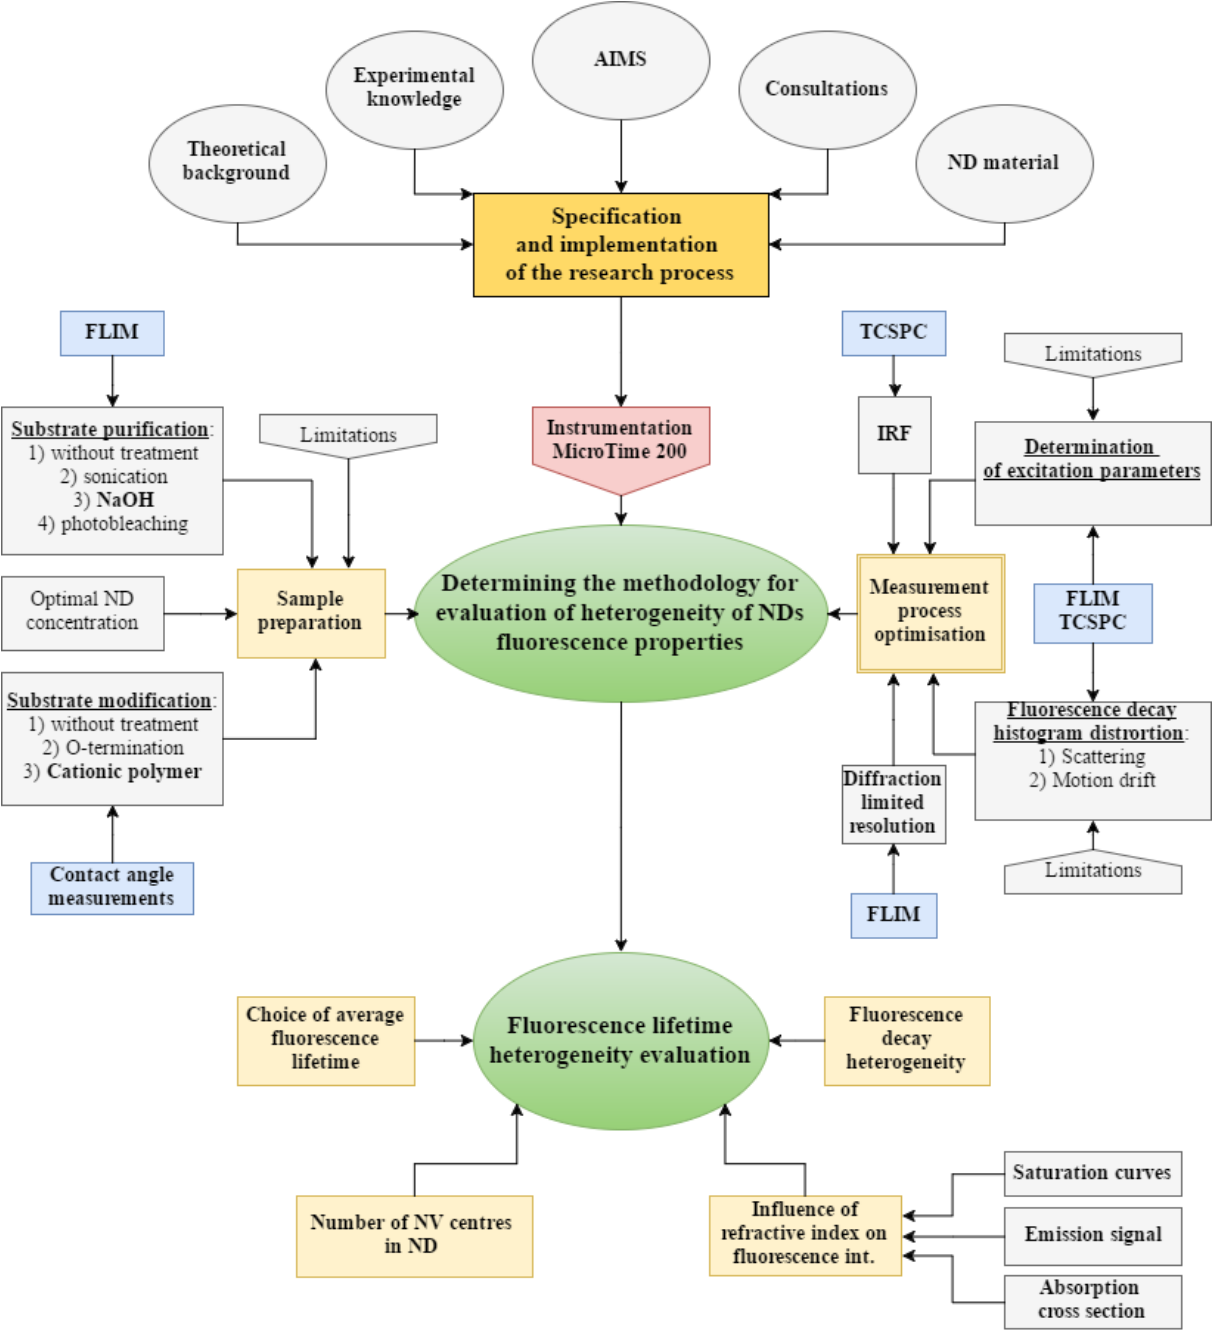 AIMS
Experimental
knowledge
Consultations
Theoretical
background
ND material
Specification
and implementation
of the research process
FLIM
TCSPC
Limitations
Substrate purification:
1) without treatment
2) sonication
3) NaOH
4) photobleaching
Limitations
Instrumentation
MicroTime 200
IRF
Determination
of excitation parameters
Optimal ND
concentration
Sample
preparation
Determining the methodology for
evaluation of heterogeneity of NDs
fluorescence properties
Measurement
process
optimisation
FLIM
TCSPC
Substrate modification:
1) without treatment
2) O-termination
3) Cationic polymer
Fluorescence decay
histogram distrortion:
1) Scattering
2) Motion drift
Diffraction
limited
resolution
Limitations
Contact angle
measurements
FLIM
Choice of average
fluorescence
lifetime
Fluorescence lifetime
heterogeneity evaluation
Fluorescence
decay
heterogeneity
Number of NV centres
in ND
Influence of
refractive index on
fluorescence int.
Saturation curves
Emission signal
Absorption
cross section